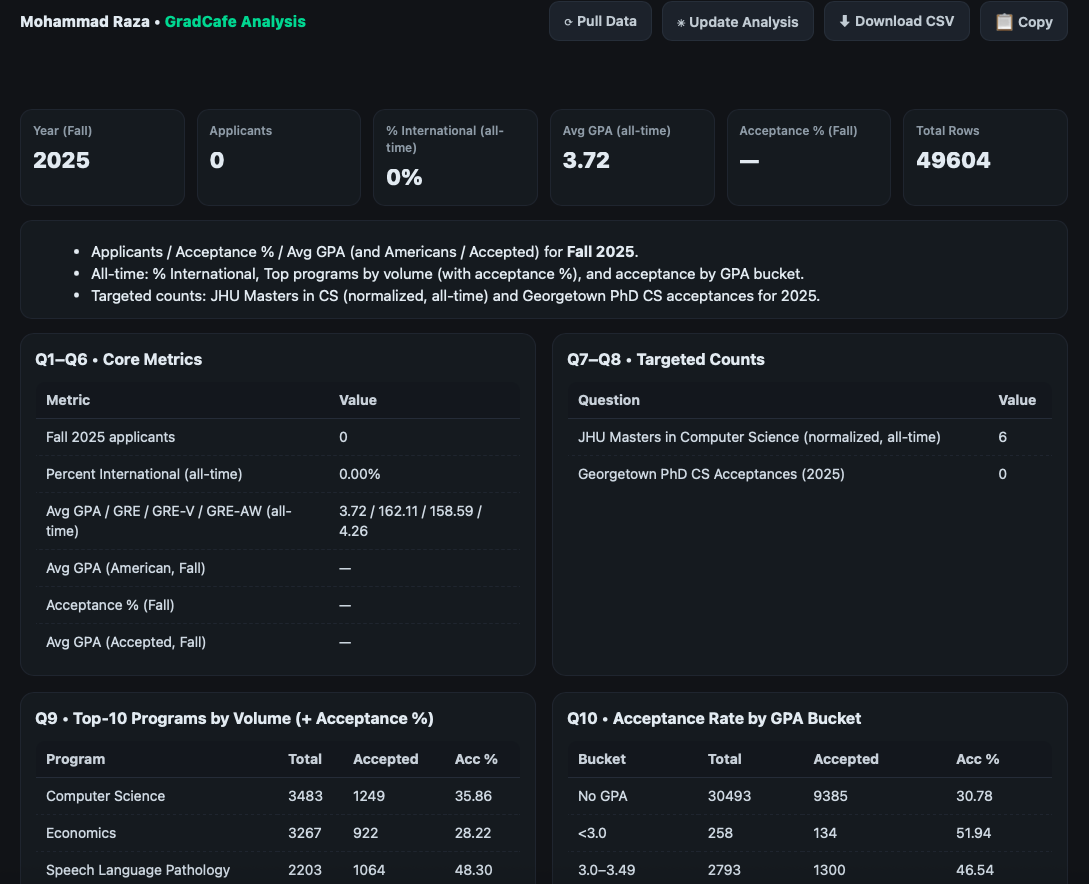 Mohammad Raza • GradCafe Analysis
⟳ Pull Data
✷ Update Analysis
⬇ Download CSV
📋 Copy
Year (Fall)
2025
Applicants
0
% International (all-
time)
0%
Avg GPA (all-time)
3.72
Acceptance % (Fall)
—
Total Rows
49604
• Applicants / Acceptance % / Avg GPA (and Americans / Accepted) for Fall 2025.
• All-time: % International, Top programs by volume (with acceptance %), and acceptance by GPA bucket.
• Targeted counts: JHU Masters in CS (normalized, all-time) and Georgetown PhD CS acceptances for 2025.
Q1–Q6 • Core Metrics
Metric Value
Fall 2025 applicants 0
Percent International (all-time) 0.00%
Avg GPA / GRE / GRE-V / GRE-AW (all- 3.72 / 162.11 / 158.59 /
time) 4.26
Avg GPA (American, Fall) —
Acceptance % (Fall) —
Avg GPA (Accepted, Fall) —
Q7–Q8 • Targeted Counts
Question Value
JHU Masters in Computer Science (normalized, all-time) 6
Georgetown PhD CS Acceptances (2025) 0
Q9 • Top-10 Programs by Volume (+ Acceptance %)
Program Total Accepted Acc %
Computer Science 3483 1249 35.86
Economics 3267 922 28.22
Speech Language Pathology 2203 1064 48.30
Q10 • Acceptance Rate by GPA Bucket
Bucket Total Accepted Acc %
No GPA 30493 9385 30.78
<3.0 258 134 51.94
3.0–3.49 2793 1300 46.54